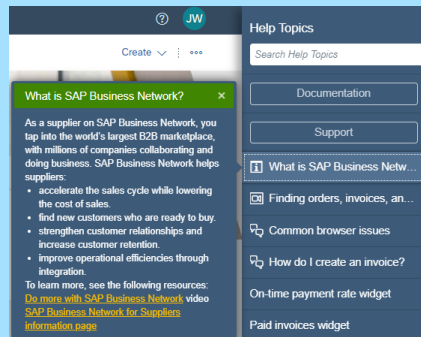 JW
Create
Help Topics
Search Help Topics
Documentation
Support
What is SAP Business Netw...
Finding orders, invoices, an...
Common browser issues
How do I create an invoice?
On-time payment rate widget
Paid invoices widget
What is SAP Business Network?
As a supplier on SAP Business Network, you
tap into the world's largest B2B marketplace,
with millions of companies collaborating and
doing business. SAP Business Network helps
suppliers:
• accelerate the sales cycle while lowering
the cost of sales.
• find new customers who are ready to buy.
• strengthen customer relationships and
increase customer retention.
• improve operational efficiencies through
integration.
To learn more, see the following resources:
Do more with SAP Business Network video
SAP Business Network for Suppliers
information page